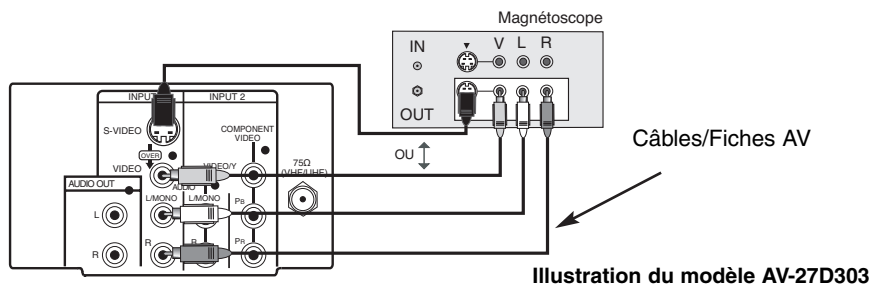 Magnétoscope
IN V L R
OUT
INPUT INPUT 2
S-VIDEO
COMPONENT
VIDEO
OVER
VIDEO
VIDEO/Y
75Ω
(VHF/UHF)
OU
AUDIO OUT
AUDIO
L/MONO L/MONO PB
L
R R R PR
Câbles/Fiches AV
Illustration du modèle AV-27D303